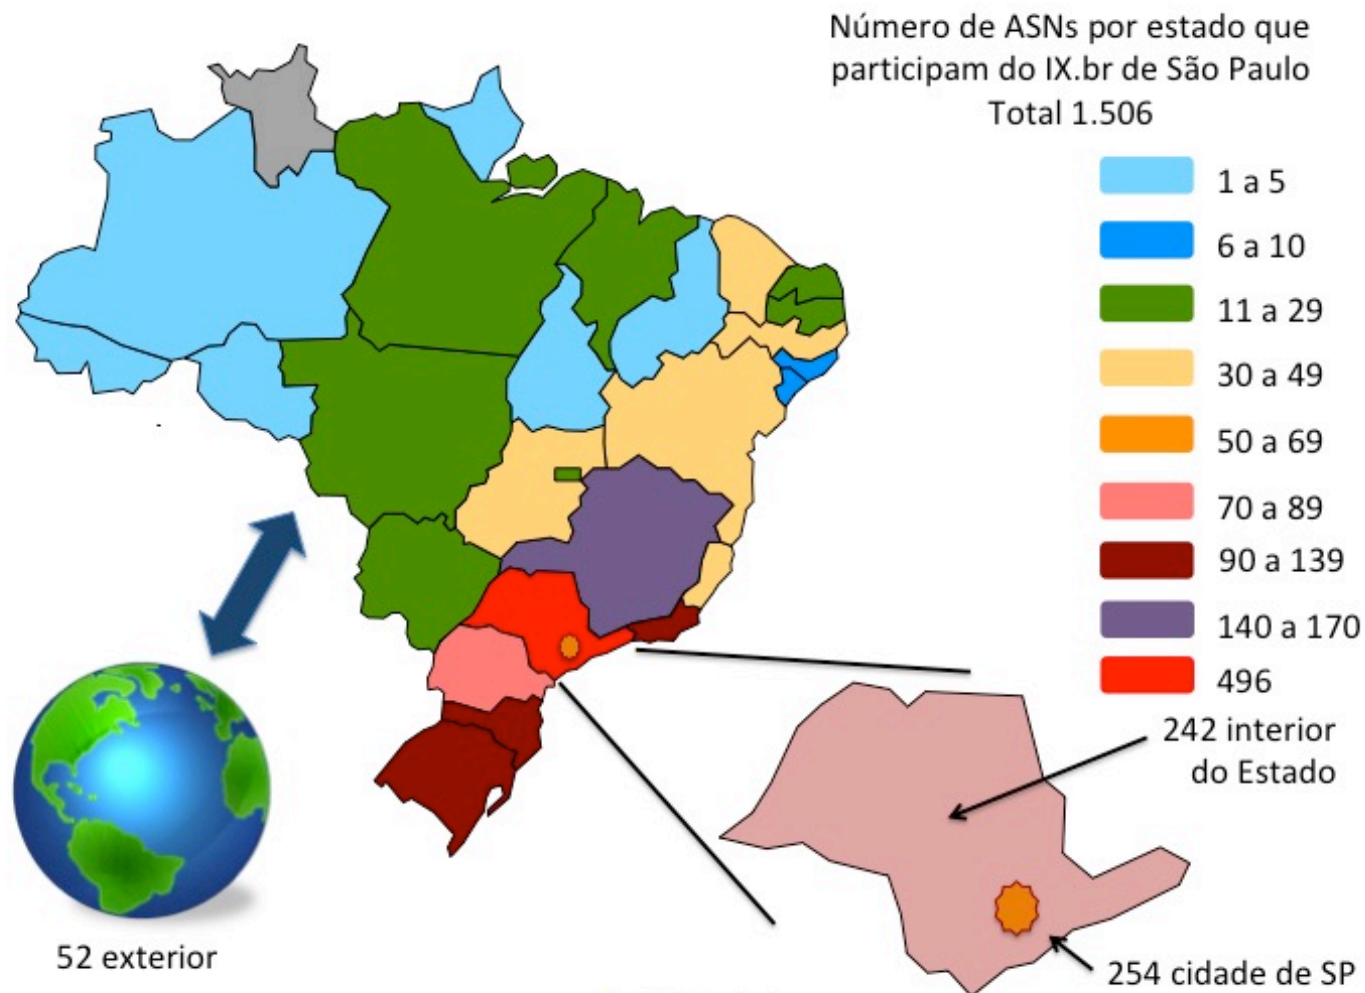 Número de ASNs por estado que
participam do IX.br de São Paulo
Total 1.506
1 a 5
6 a 10
11 a 29
30 a 49
50 a 69
70 a 89
90 a 139
140 a 170
496
242 interior
do Estado
254 cidade de SP
52 exterior